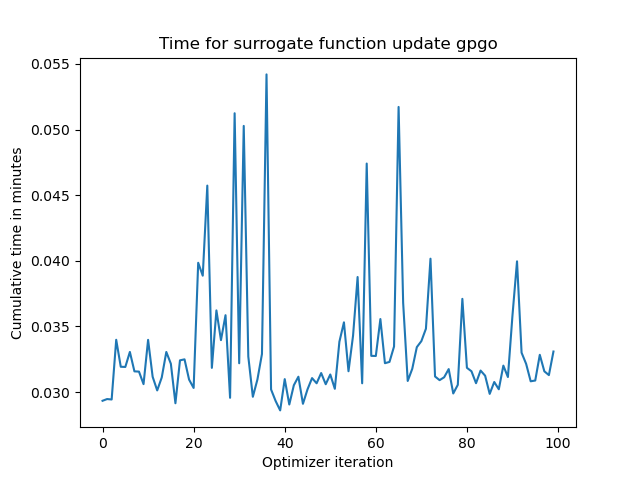 Time for surrogate function update gpgo
0.055
0.050
0.045
0.040
0.035
0.030
Cumulative time in minutes
0 20 40 60 80 100
Optimizer iteration